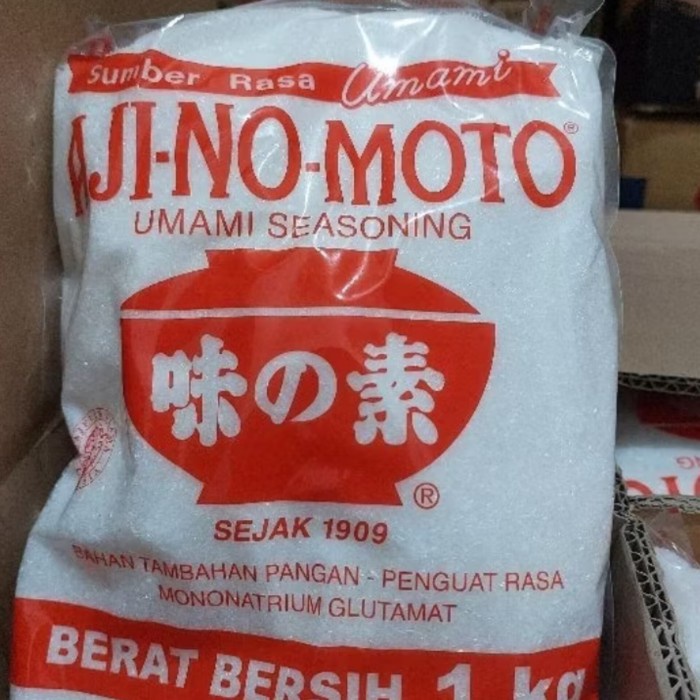 Sumber Rasa Umami
AJI-NO-MOTO®
UMAMI SEASONING
味の素
®
SEJAK 1909
BAHAN TAMBAHAN PANGAN - PENGUAT RASA
MONONATRIUM GLUTAMAT
BERAT BERSIH 1 kg